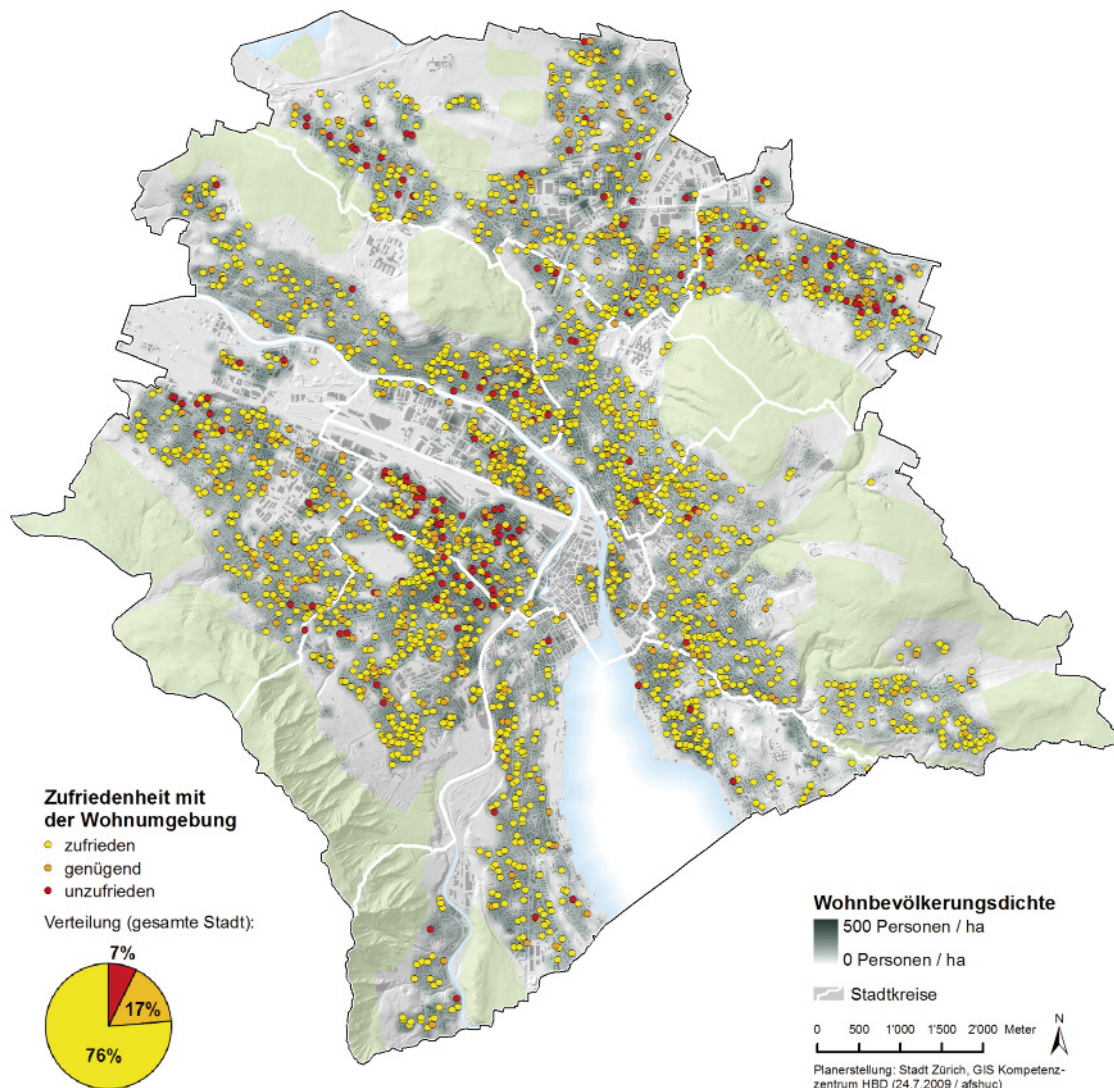 Zufriedenheit mit
der Wohnumgebung
zufrieden
genügend
unzufrieden
Verteilung (gesamte Stadt):
7%
17%
76%
Wohnbevölkerungsdichte
500 Personen / ha
0 Personen / ha
Stadtkreise
N
0 500 1'000 1'500 2'000 Meter
Planerstellung: Stadt Zürich, GIS Kompetenz-
zentrum HBD (24.7.2009 / afshuc)